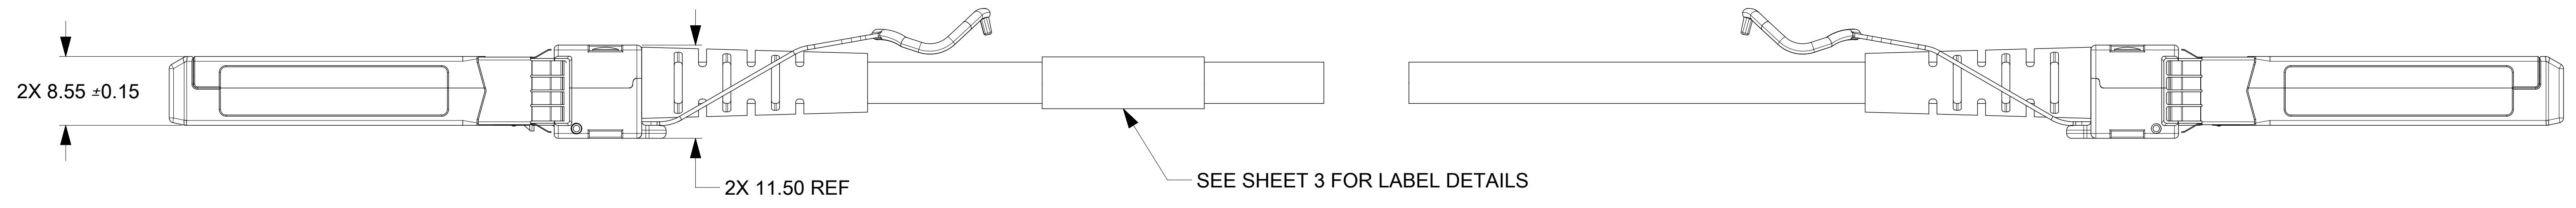 2X 8.55 ±0.15
2X 11.50 REF
SEE SHEET 3 FOR LABEL DETAILS